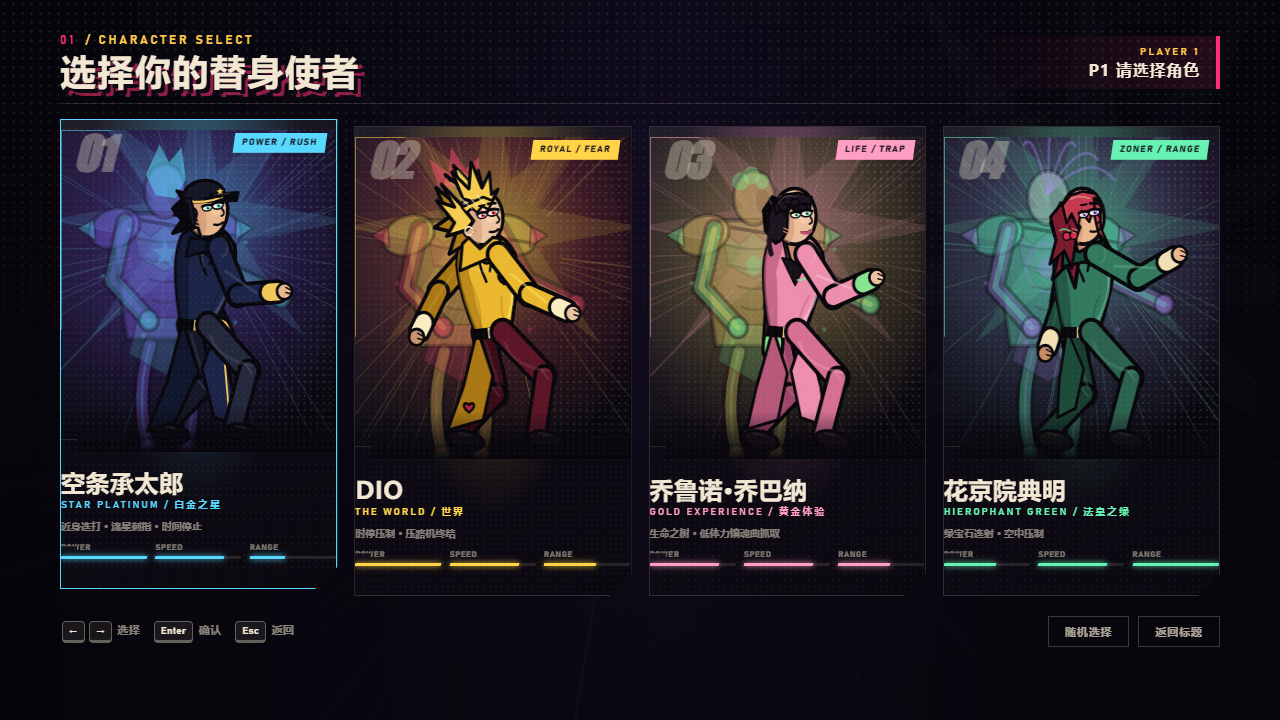 01 / CHARACTER SELECT
选择你的替身使者
PLAYER 1
P1 请选择角色
01
POWER / RUSH
空条承太郎
STAR PLATINUM / 白金之星
近身连打 • 流星刺指 • 时间停止
POWER SPEED RANGE
02
ROYAL / FEAR
DIO
THE WORLD / 世界
时停压制 • 压路机终结
POWER SPEED RANGE
03
LIFE / TRAP
乔鲁诺•乔巴纳
GOLD EXPERIENCE / 黄金体验
生命之树 • 低体力镇魂曲抓取
POWER SPEED RANGE
04
ZONER / RANGE
花京院典明
HIEROPHANT GREEN / 法皇之绿
绿宝石连射 • 空中压制
POWER SPEED RANGE
← → 选择 Enter 确认 Esc 返回
随机选择 返回标题